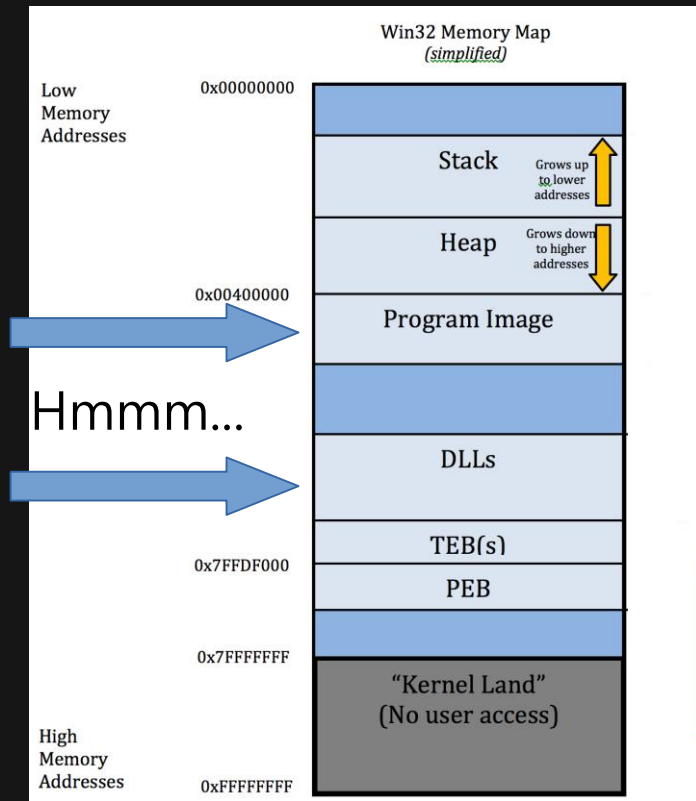 Win32 Memory Map
(simplified)
Low
Memory
Addresses
0x00000000
Stack
Grows up
to lower
addresses
Heap
Grows down
to higher
addresses
0x00400000
Program Image
Hmmm...
DLLs
TEB(s)
0x7FFDF000
PEB
0x7FFFFFFF
"Kernel Land"
(No user access)
High
Memory
Addresses
0xFFFFFFFF